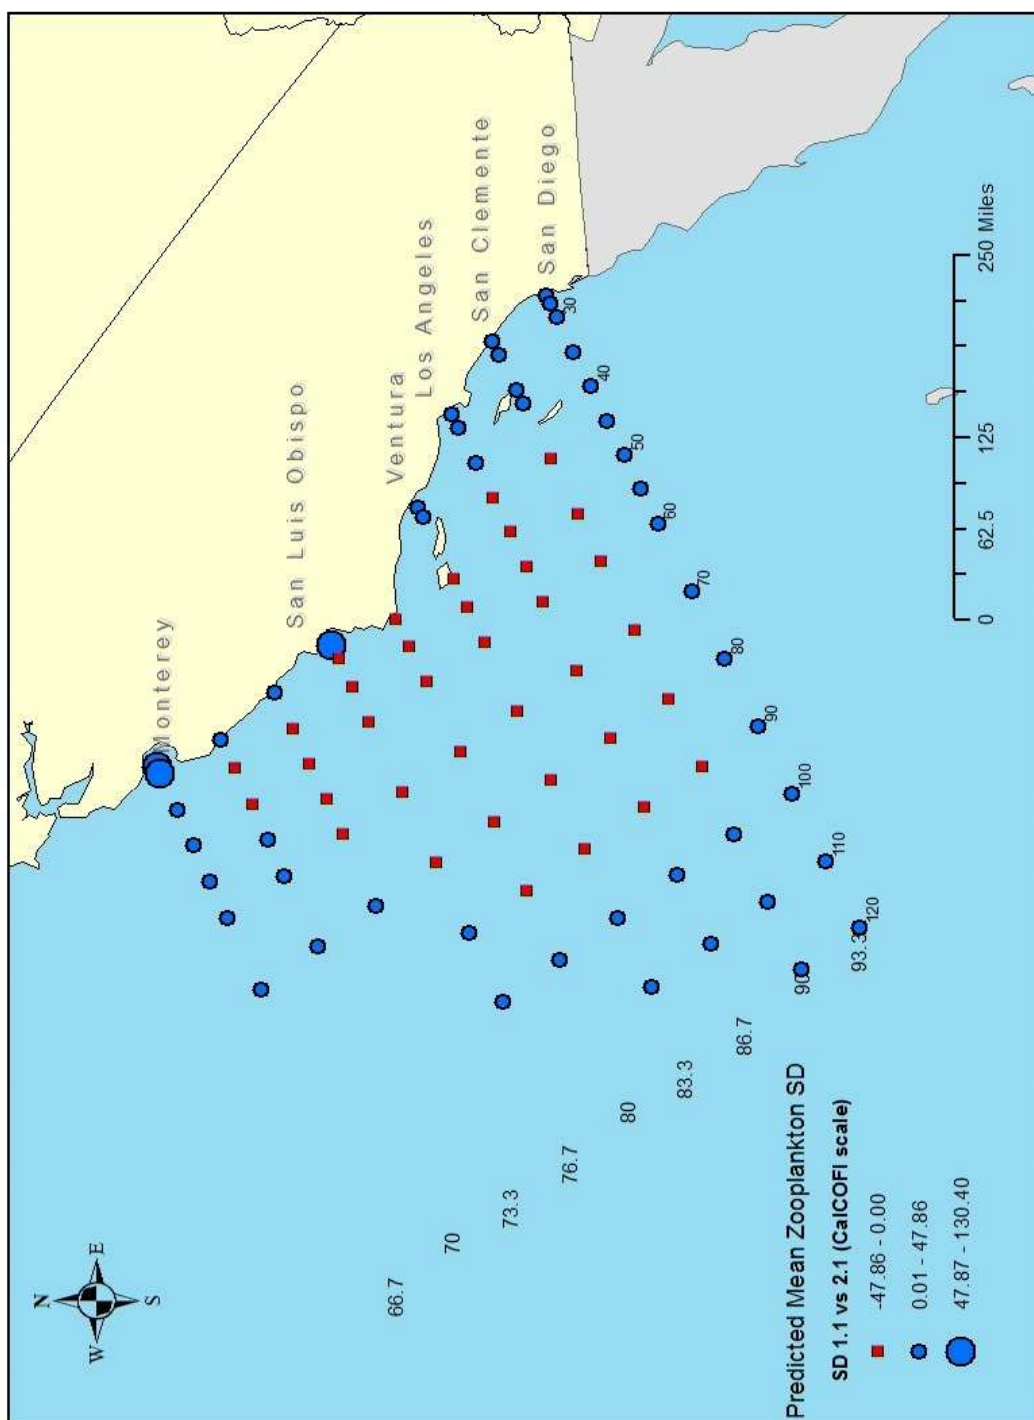 Monterey
San Luis Obispo
Ventura
Los Angeles
San Clemente
San Diego
30
40
50
60
70
80
90
100
110
120
66.7
70
73.3
76.7
80
83.3
86.7
90
93.3
N
W E
S
Predicted Mean Zooplankton SD
SD 1.1 vs 2.1 (CalCOFI scale)
-47.86 - 0.00
0.01 - 47.86
47.87 - 130.40
0 62.5 125 250 Miles